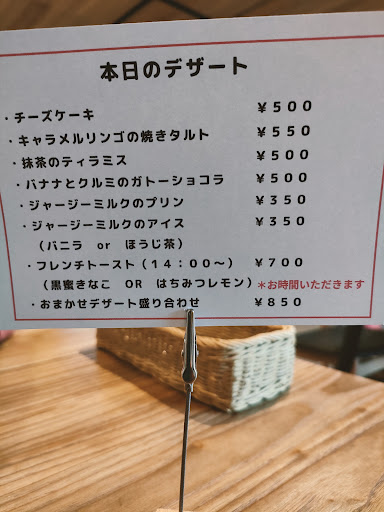 本日のデザート
・チーズケーキ ￥５００
・キャラメルリンゴの焼きタルト ￥５５０
・抹茶のティラミス ￥５００
・バナナとクルミのガトーショコラ ￥５００
・ジャージーミルクのプリン ￥３５０
・ジャージーミルクのアイス ￥３５０
（バニラ or ほうじ茶）
・フレンチトースト（１４：００〜） ￥７００
（黒蜜きなこ OR はちみつレモン）＊お時間いただきます
・おまかせデザート盛り合わせ ￥８５０